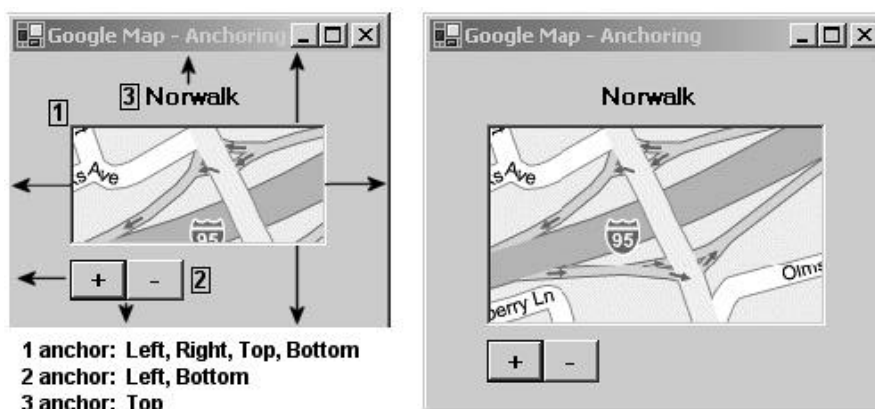 Google Map - Anchoring
3 Norwalk
1
ks Ave
95
+ -
2
1 anchor: Left, Right, Top, Bottom
2 anchor: Left, Bottom
3 anchor: Top
Google Map - Anchoring
Norwalk
Ave
95
Olms
berry Ln
+ -